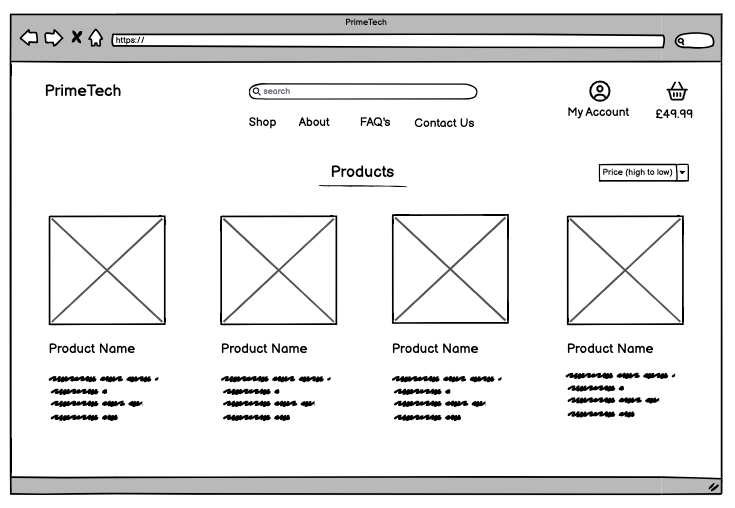 PrimeTech
https://
PrimeTech
search
My Account
£49.99
Shop About FAQ's Contact Us
Products
Price (high to low)
Product Name Product Name Product Name Product Name